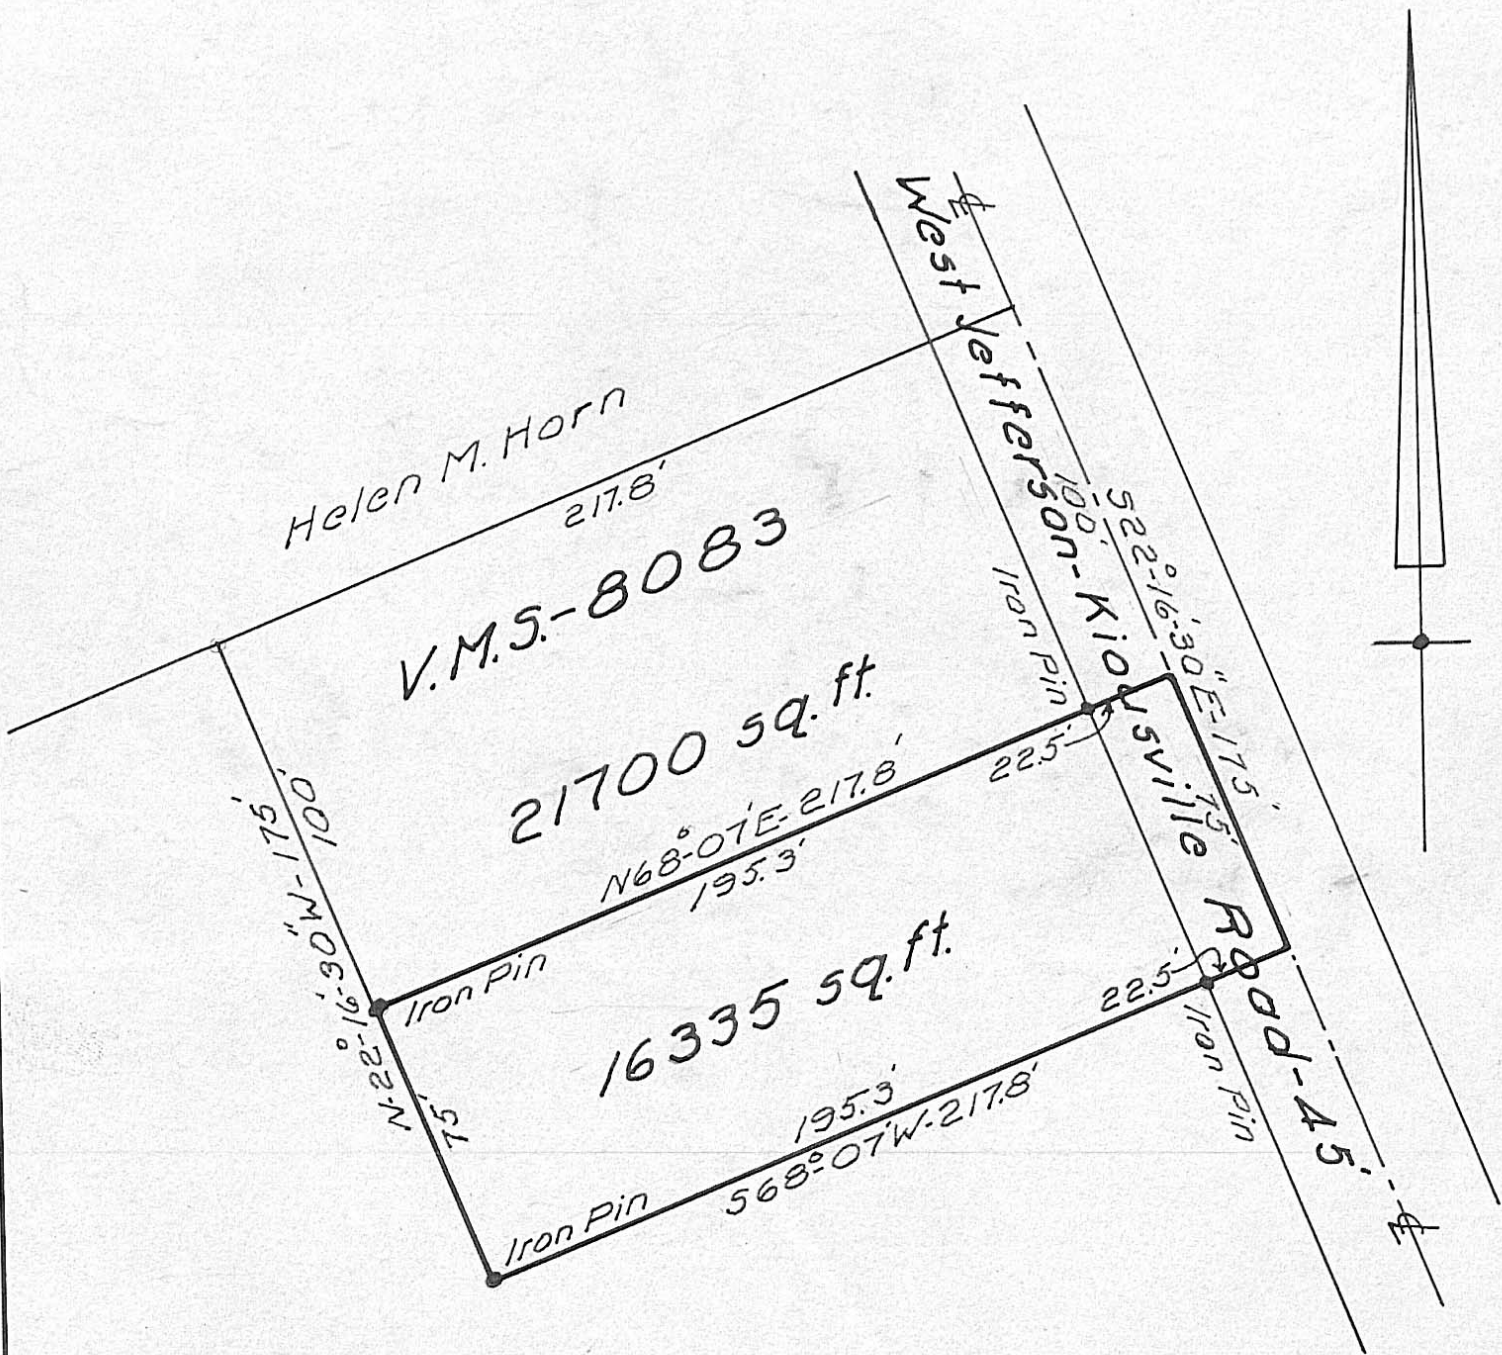 West Jefferson-Kiousville Road-45'
℄
Helen M. Horn
217.8'
V.M.S.-8083
21700 sq. ft.
100'
S22°-16'-30"E-175'
Iron Pin
22.5'
N68°-07'E-217.8'
195.3'
75'
N-22°-16'-30"W-175'
100'
75'
Iron Pin
16335 sq. ft.
22.5'
Iron Pin
195.3'
S68°-07'W-217.8'
Iron Pin
℄